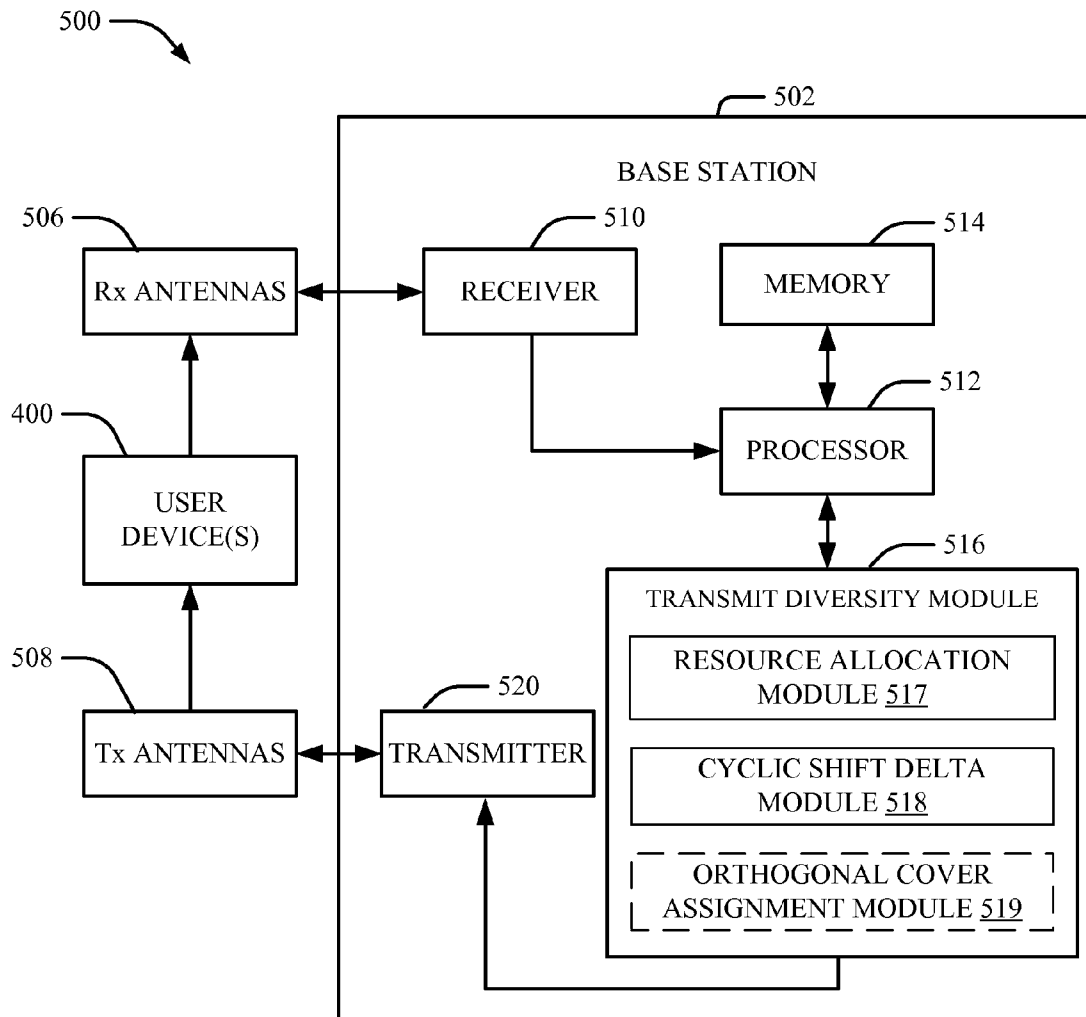 500
502
BASE STATION
506
510
514
Rx ANTENNAS
RECEIVER
MEMORY
400
512
PROCESSOR
USER
DEVICE(S)
516
TRANSMIT DIVERSITY MODULE
RESOURCE ALLOCATION
MODULE 517
508
520
Tx ANTENNAS
TRANSMITTER
CYCLIC SHIFT DELTA
MODULE 518
ORTHOGONAL COVER
ASSIGNMENT MODULE 519